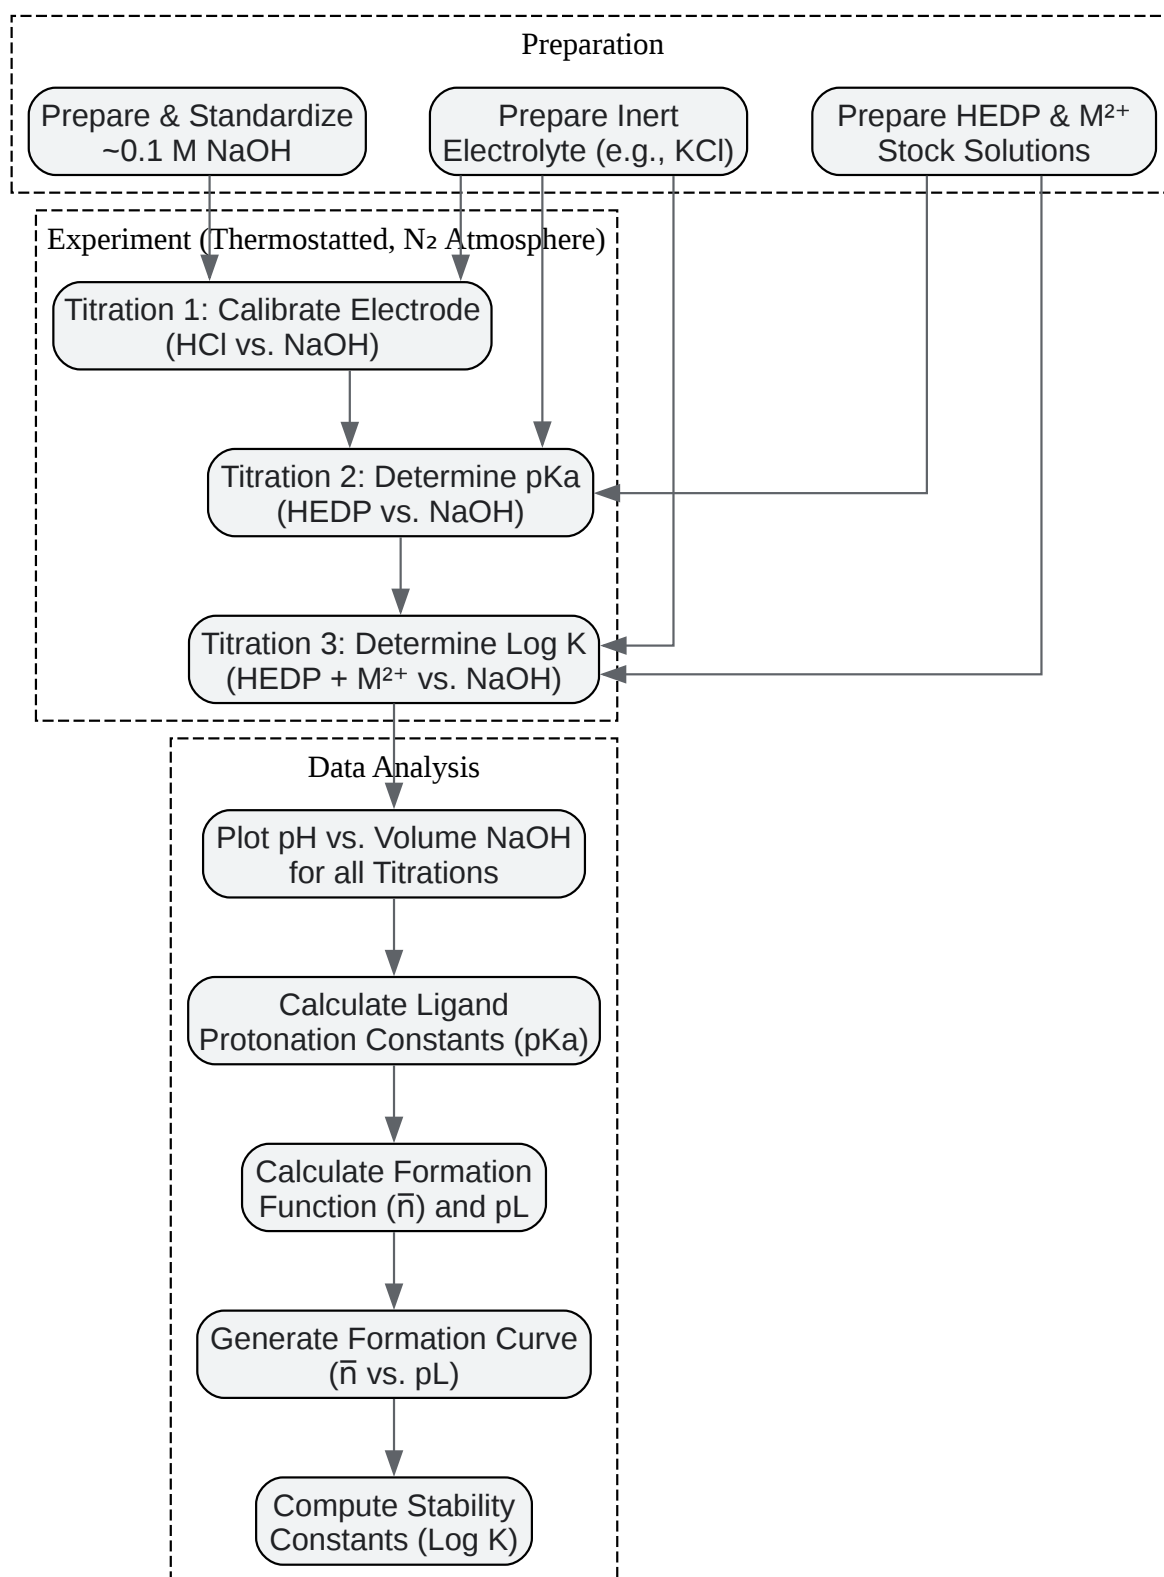 Preparation
Prepare & Standardize
~0.1 M NaOH
Prepare Inert
Electrolyte (e.g., KCl)
Prepare HEDP & M²⁺
Stock Solutions
Experiment (Thermostatted, N₂ Atmosphere)
Titration 1: Calibrate Electrode
(HCl vs. NaOH)
Titration 2: Determine pKa
(HEDP vs. NaOH)
Titration 3: Determine Log K
(HEDP + M²⁺ vs. NaOH)
Data Analysis
Plot pH vs. Volume NaOH
for all Titrations
Calculate Ligand
Protonation Constants (pKa)
Calculate Formation
Function (n̅) and pL
Generate Formation Curve
(n̅ vs. pL)
Compute Stability
Constants (Log K)